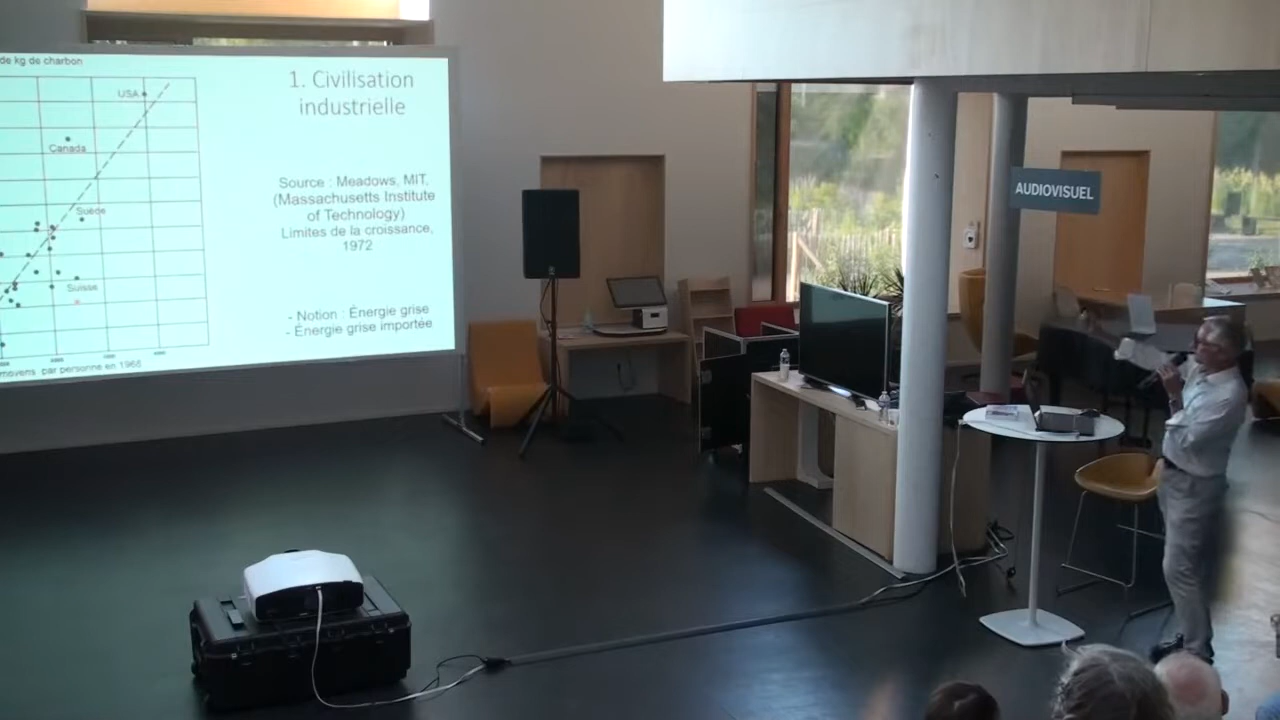 de kg de charbon
USA
Canada
Suède
Suisse
moyens par personne en 1968
1. Civilisation
industrielle
Source : Meadows, MIT,
(Massachusetts Institute
of Technology)
Limites de la croissance,
1972
- Notion : Énergie grise
- Énergie grise importée
AUDIOVISUEL